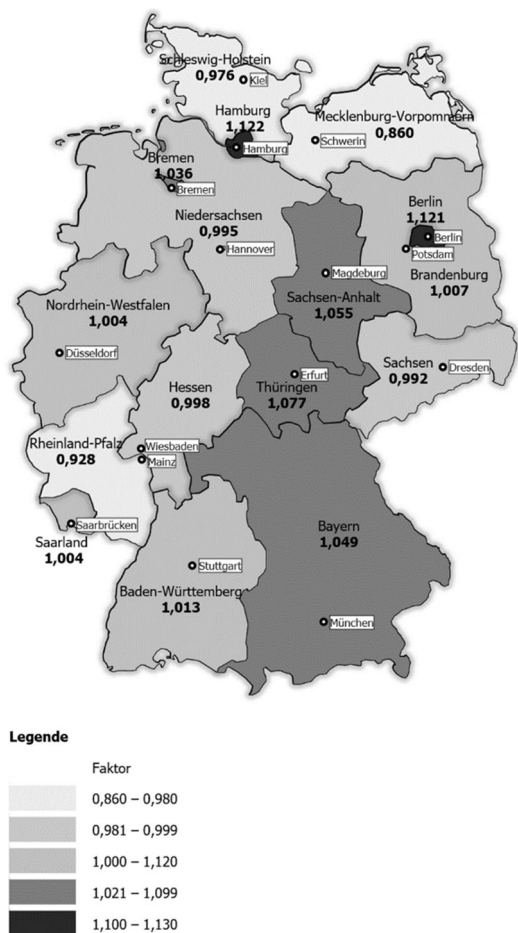 Schleswig-Holstein
0,976
Kiel
Hamburg
1,122
Hamburg
Mecklenburg-Vorpommern
0,860
Schwerin
Bremen
1,036
Bremen
Niedersachsen
0,995
Hannover
Berlin
1,121
Berlin
Potsdam
Brandenburg
1,007
Magdeburg
Sachsen-Anhalt
1,055
Nordrhein-Westfalen
1,004
Düsseldorf
Hessen
0,998
Erfurt
Thüringen
1,077
Sachsen
0,992
Dresden
Rheinland-Pfalz
0,928
Wiesbaden
Mainz
Saarbrücken
Saarland
1,004
Bayern
1,049
Stuttgart
Baden-Württemberg
1,013
München
Legende
Faktor
0,860 – 0,980
0,981 – 0,999
1,000 – 1,120
1,021 – 1,099
1,100 – 1,130